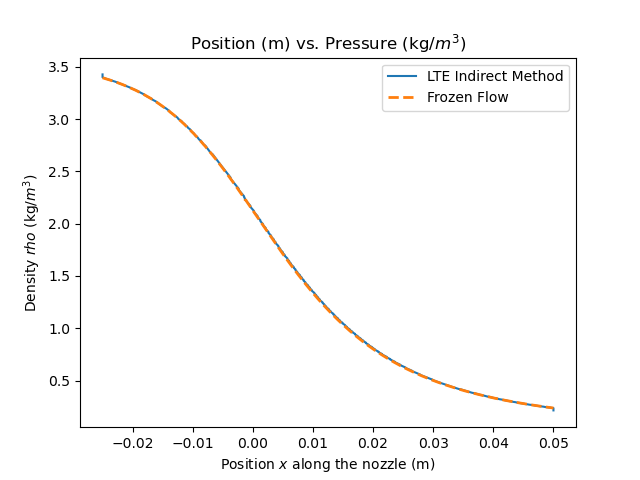 Position (m) vs. Pressure (kg/m³)
LTE Indirect Method
Frozen Flow
Density rho (kg/m³)
3.5
3.0
2.5
2.0
1.5
1.0
0.5
−0.02 −0.01 0.00 0.01 0.02 0.03 0.04 0.05
Position x along the nozzle (m)